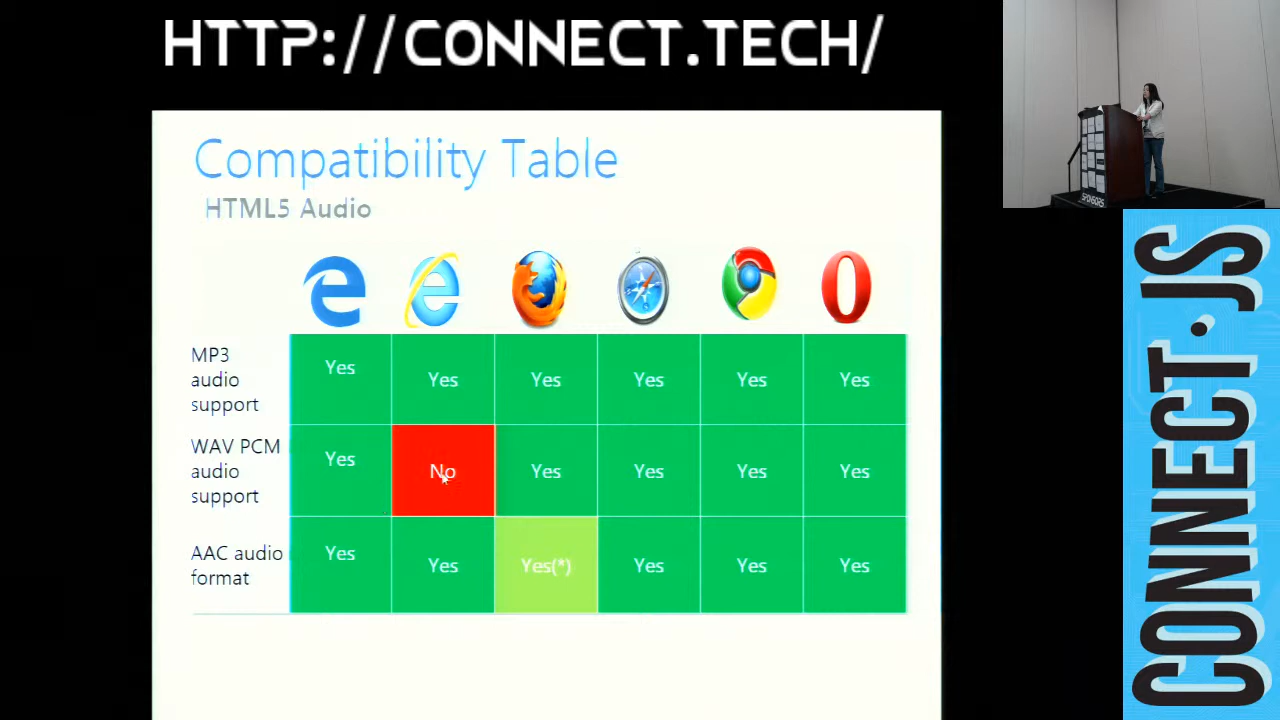 HTTP://CONNECT.TECH/
Compatibility Table
HTML5 Audio
MP3
audio
support
Yes
Yes
Yes
Yes
Yes
Yes
WAV PCM
audio
support
Yes
No
Yes
Yes
Yes
Yes
AAC audio
format
Yes
Yes
Yes(*)
Yes
Yes
Yes
SPONSORS
CONNECT.JS